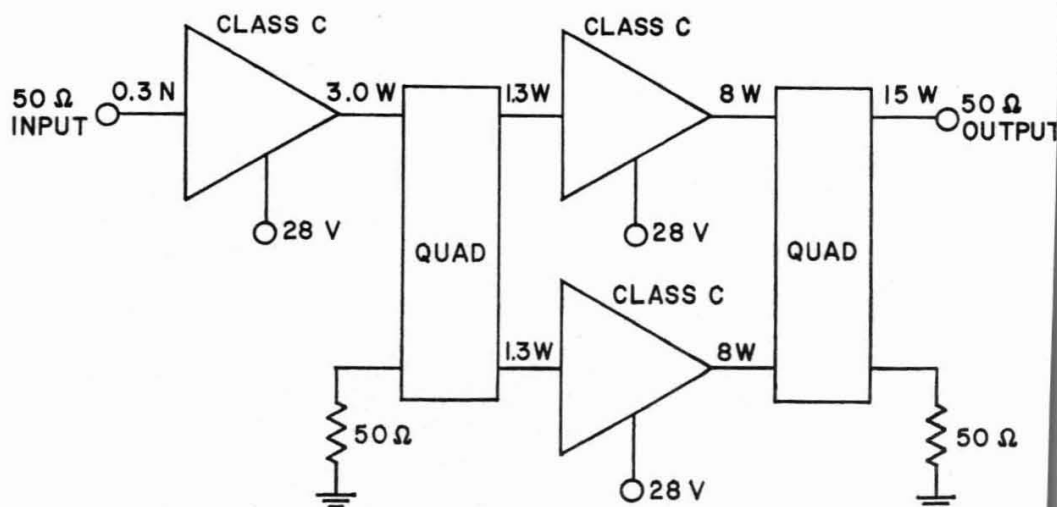 CLASS C
CLASS C
50 Ω
INPUT
0.3 N
3.0 W
1.3W
8 W
15 W
50 Ω
OUTPUT
28 V
28 V
QUAD
QUAD
CLASS C
1.3W
8W
50 Ω
50 Ω
28 V